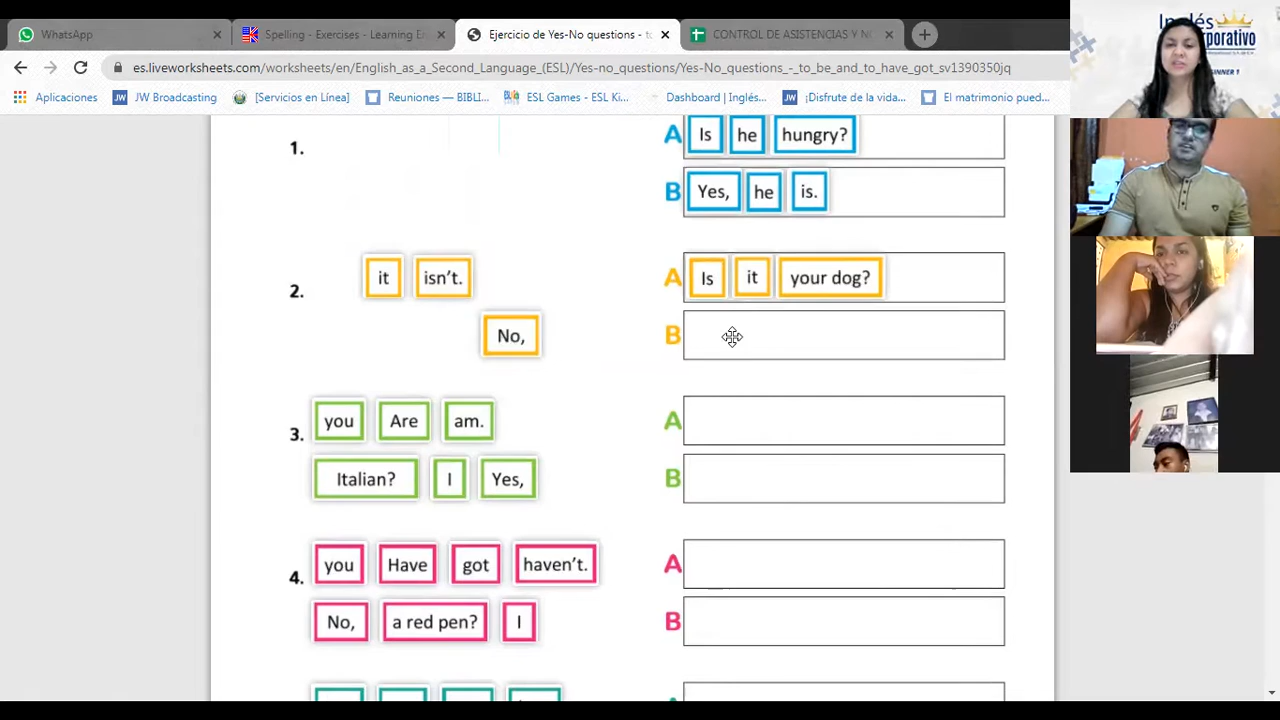 WhatsApp
Spelling - Exercises - Learning En
Ejercicio de Yes-No questions - to
CONTROL DE ASISTENCIAS Y N
es.liveworksheets.com/worksheets/en/English_as_a_Second_Language_(ESL)/Yes-no_questions/Yes-No_questions_-_to_be_and_to_have_got_sv1390350jq
Aplicaciones
JW Broadcasting
[Servicios en Línea]
Reuniones — BIBLI...
ESL Games - ESL Ki...
Dashboard | Inglés...
¡Disfrute de la vida...
El matrimonio pued...
1.
A Is he hungry?
B Yes, he is.
2.
it isn't.
No,
A Is it your dog?
B
3.
you Are am.
Italian? I Yes,
A
B
4.
you Have got haven't.
No, a red pen? I
A
B
Inglés